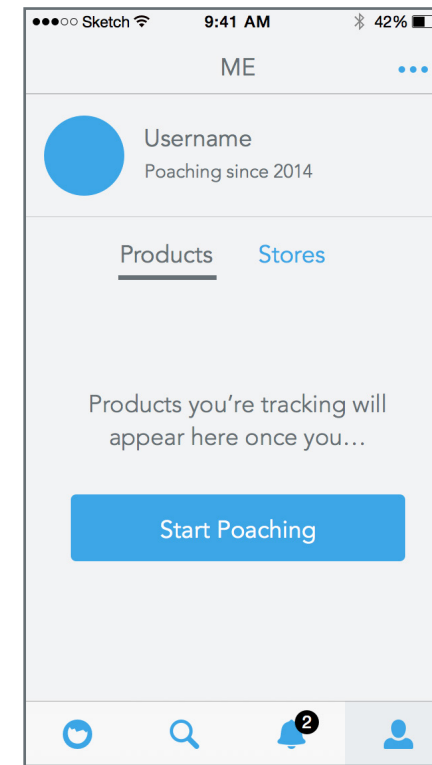 Sketch 9:41 AM 42%
ME
Username
Poaching since 2014
Products Stores
Products you’re tracking will
appear here once you…
Start Poaching
2